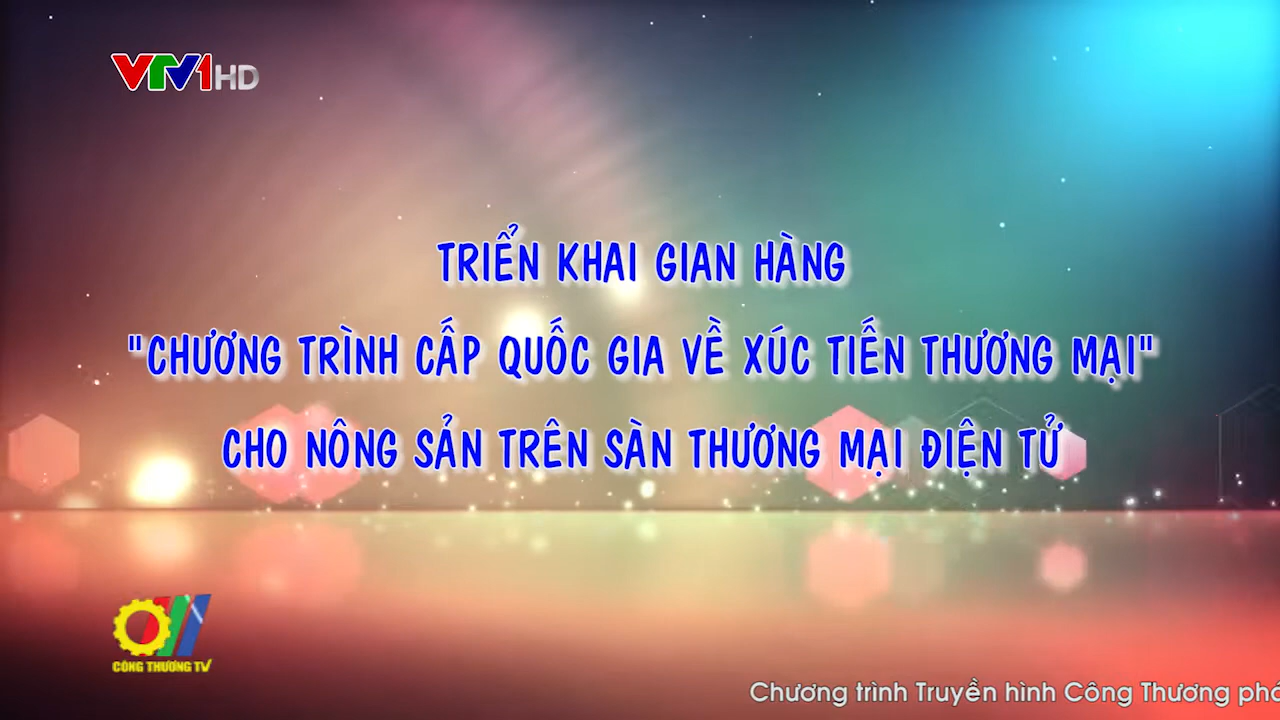 VTV1HD
TRIỂN KHAI GIAN HÀNG
"CHƯƠNG TRÌNH CẤP QUỐC GIA VỀ XÚC TIẾN THƯƠNG MẠI"
CHO NÔNG SẢN TRÊN SÀN THƯƠNG MẠI ĐIỆN TỬ
CÔNG THƯƠNG TV
Chương trình Truyền hình Công Thương